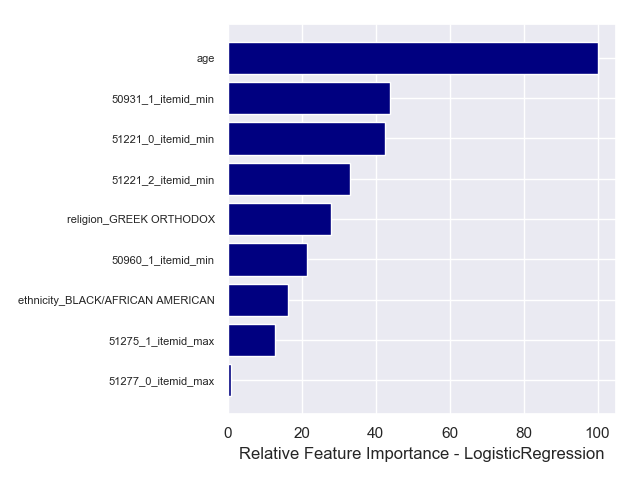 age
50931_1_itemid_min
51221_0_itemid_min
51221_2_itemid_min
religion_GREEK ORTHODOX
50960_1_itemid_min
ethnicity_BLACK/AFRICAN AMERICAN
51275_1_itemid_max
51277_0_itemid_max
0 20 40 60 80 100
Relative Feature Importance - LogisticRegression